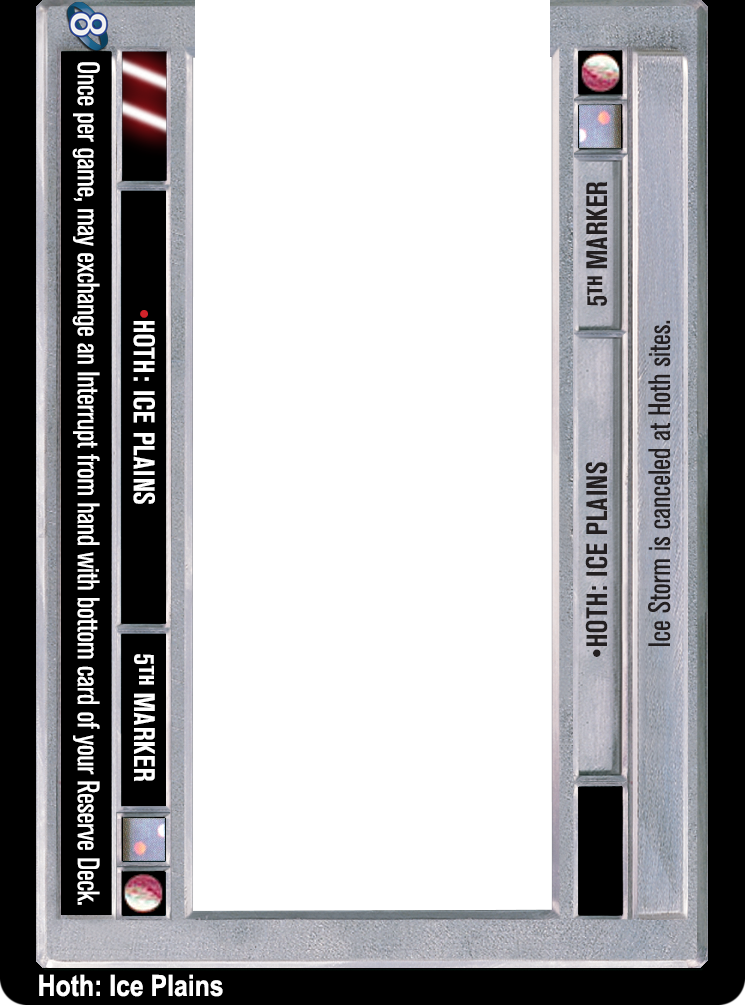 8
Once per game, may exchange an Interrupt from hand with bottom card of your Reserve Deck.
•HOTH: ICE PLAINS
5TH MARKER
5TH MARKER
•HOTH: ICE PLAINS
Ice Storm is canceled at Hoth sites.
Hoth: Ice Plains